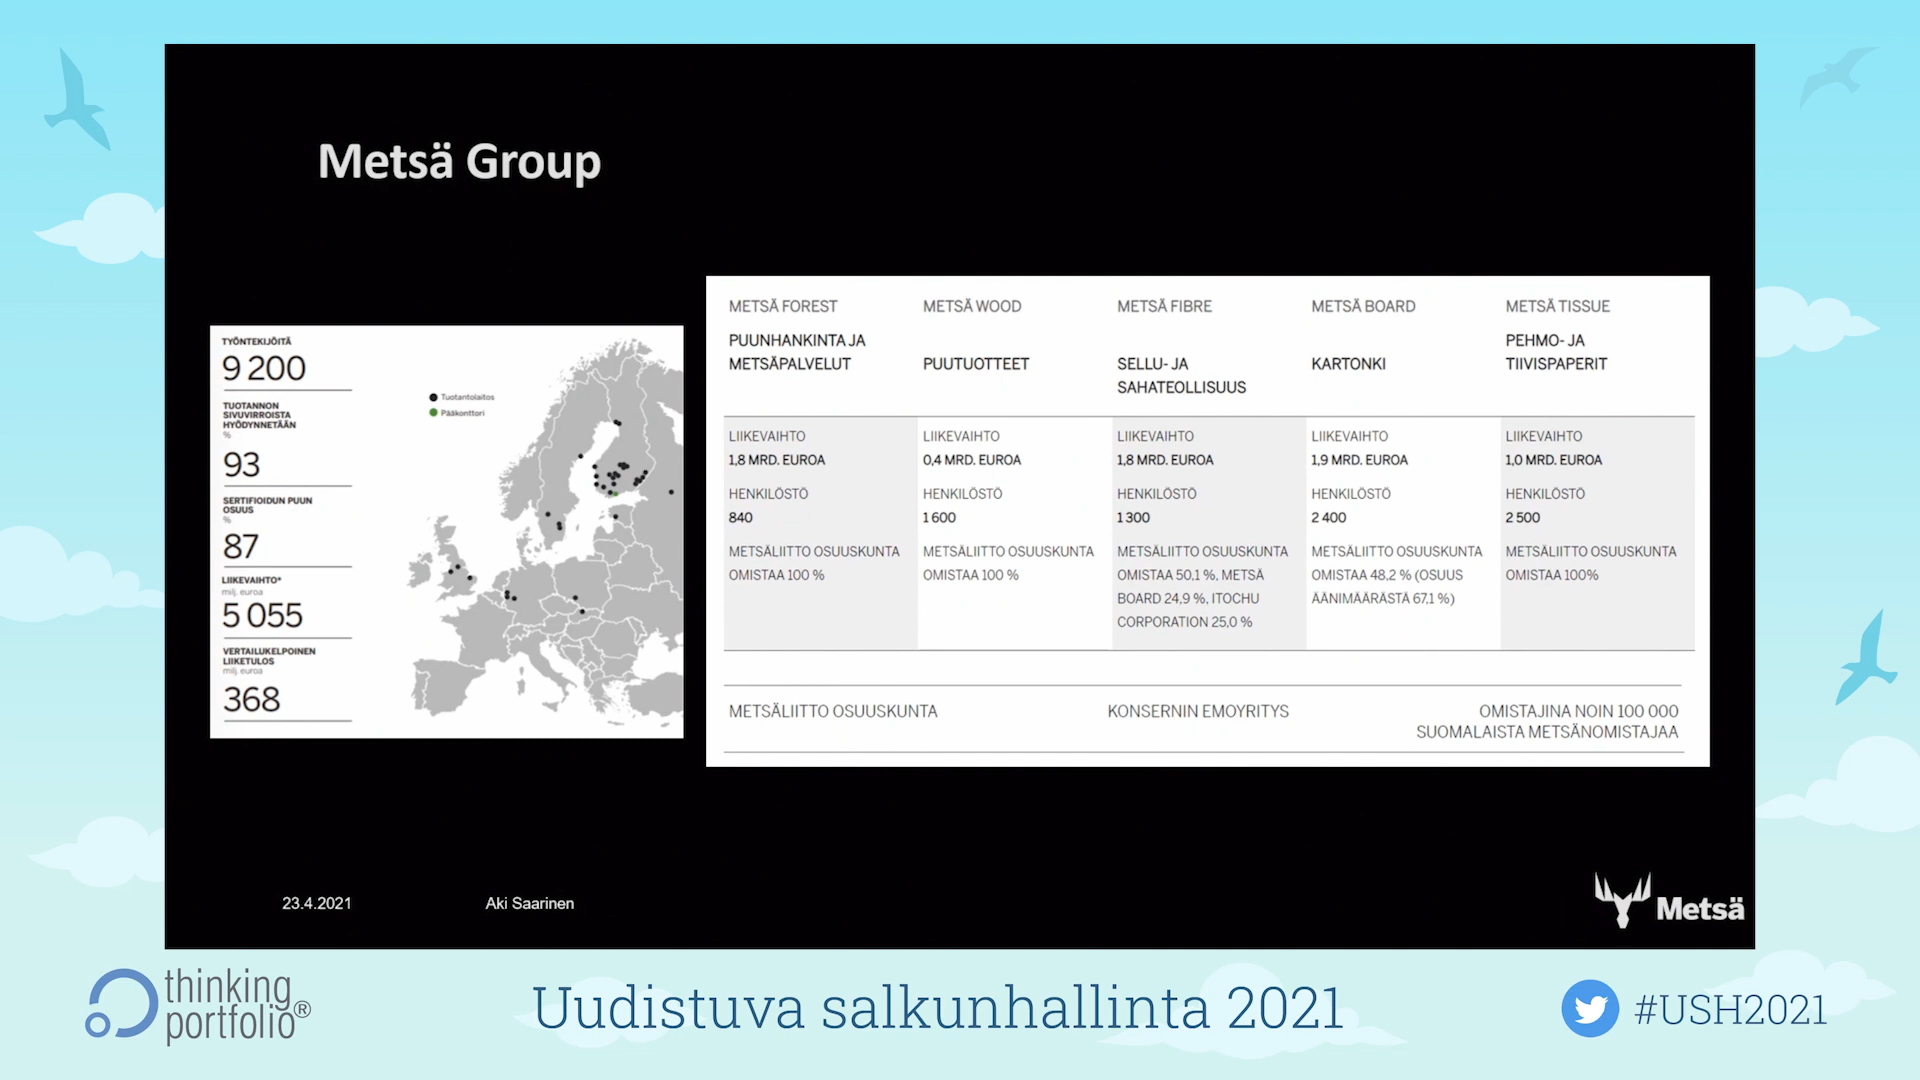 Metsä Group
TYÖNTEKIJÖITÄ
9 200
TUOTANNON
SIVUVIRROISTA
HYÖDYNNETÄÄN
%
93
SERTIFIOIDUN PUUN
OSUUS
%
87
LIIKEVAIHTO*
milj. euroa
5 055
VERTAILUKELPOINEN
LIIKETULOS
milj. euroa
368
Tuotantolaitos
Pääkonttori
METSÄ FOREST
PUUNHANKINTA JA
METSÄPALVELUT
LIIKEVAIHTO
1,8 MRD. EUROA
HENKILÖSTÖ
840
METSÄLIITTO OSUUSKUNTA
OMISTAA 100 %
METSÄ WOOD
PUUTUOTTEET
LIIKEVAIHTO
0,4 MRD. EUROA
HENKILÖSTÖ
1 600
METSÄLIITTO OSUUSKUNTA
OMISTAA 100 %
METSÄ FIBRE
SELLU- JA
SAHATEOLLISUUS
LIIKEVAIHTO
1,8 MRD. EUROA
HENKILÖSTÖ
1 300
METSÄLIITTO OSUUSKUNTA
OMISTAA 50,1 %, METSÄ
BOARD 24,9 %, ITOCHU
CORPORATION 25,0 %
METSÄ BOARD
KARTONKI
LIIKEVAIHTO
1,9 MRD. EUROA
HENKILÖSTÖ
2 400
METSÄLIITTO OSUUSKUNTA
OMISTAA 48,2 % (OSUUS
ÄÄNIMÄÄRÄSTÄ 67,1 %)
METSÄ TISSUE
PEHMO- JA
TIIVISPAPERIT
LIIKEVAIHTO
1,0 MRD. EUROA
HENKILÖSTÖ
2 500
METSÄLIITTO OSUUSKUNTA
OMISTAA 100%
METSÄLIITTO OSUUSKUNTA
KONSERNIN EMOYRITYS
OMISTAJINA NOIN 100 000
SUOMALAISTA METSÄNOMISTAJAA
23.4.2021
Aki Saarinen
Metsä
thinking
portfolio®
Uudistuva salkunhallinta 2021
#USH2021